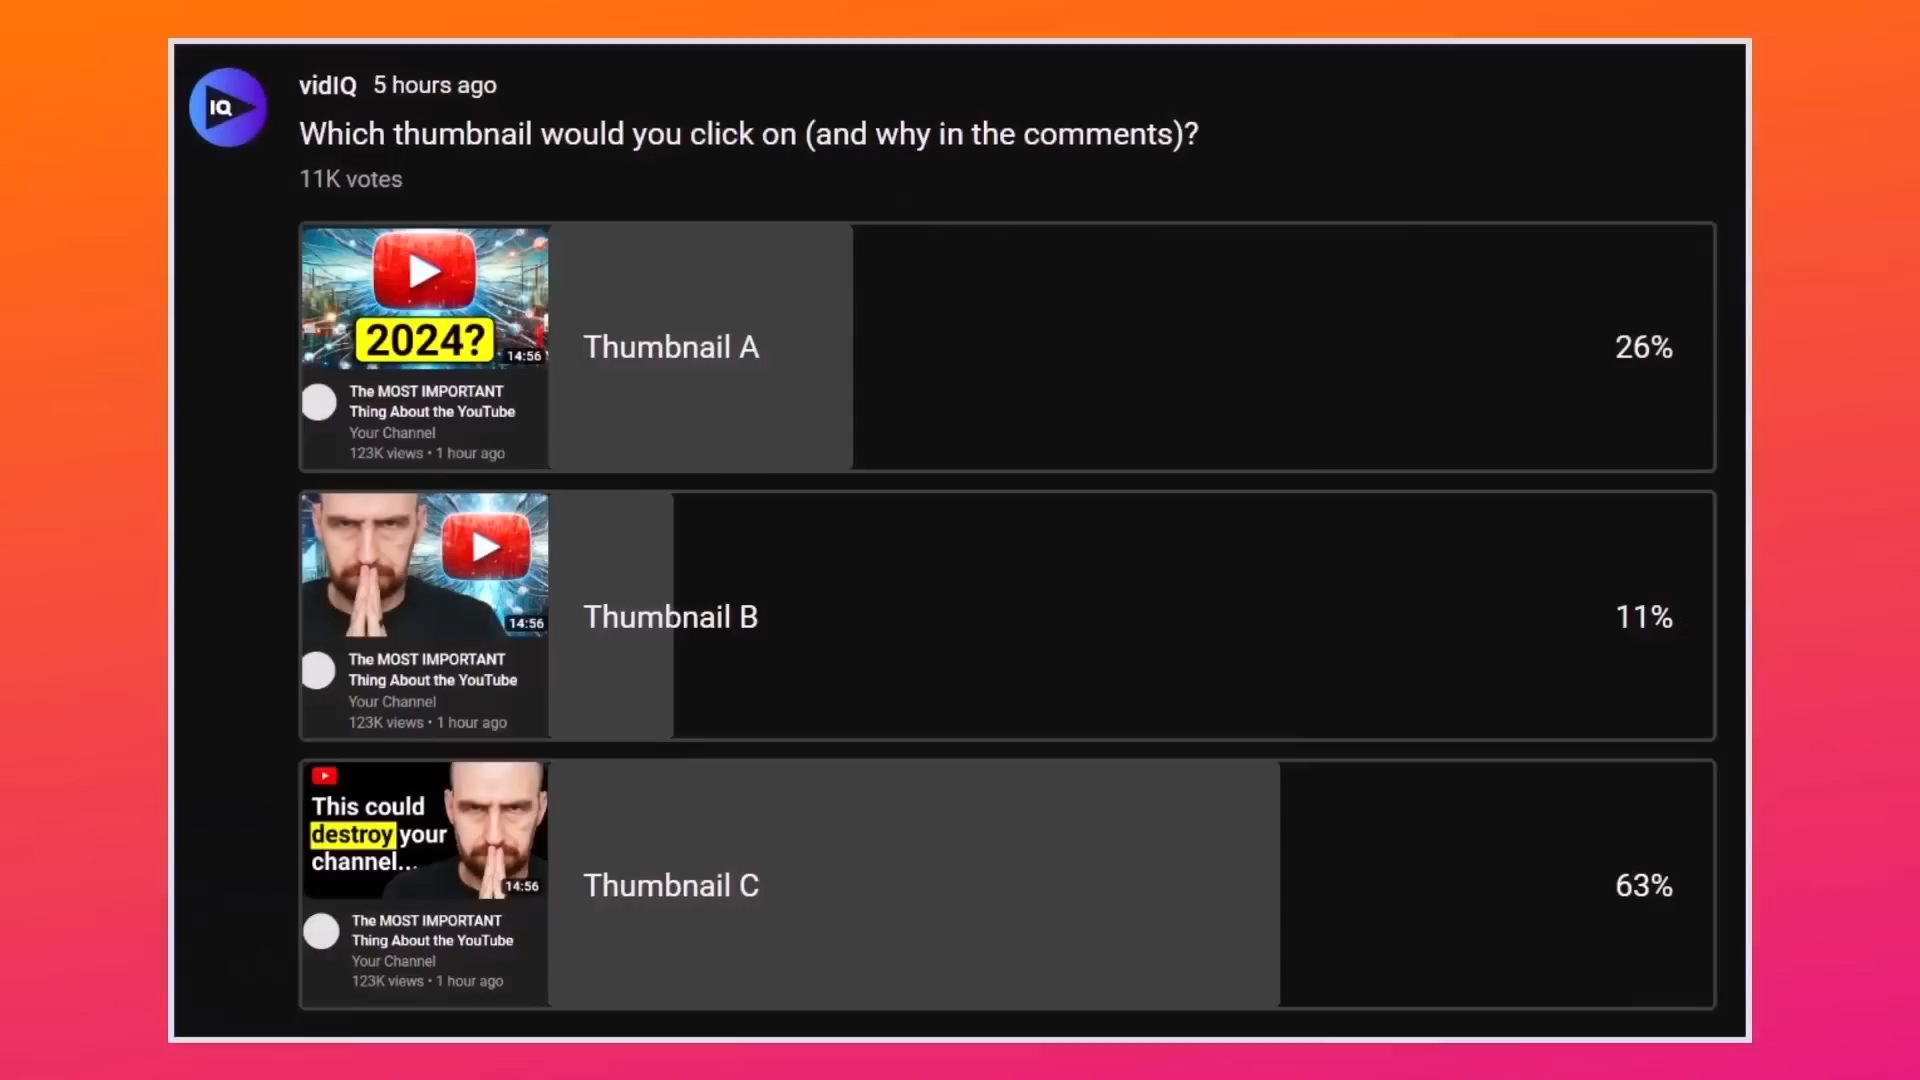 IQ
vidIQ 5 hours ago
Which thumbnail would you click on (and why in the comments)?
11K votes
2024?
14:56
The MOST IMPORTANT
Thing About the YouTube
Your Channel
123K views • 1 hour ago
Thumbnail A
26%
14:56
The MOST IMPORTANT
Thing About the YouTube
Your Channel
123K views • 1 hour ago
Thumbnail B
11%
This could
destroy your
channel...
14:56
The MOST IMPORTANT
Thing About the YouTube
Your Channel
123K views • 1 hour ago
Thumbnail C
63%